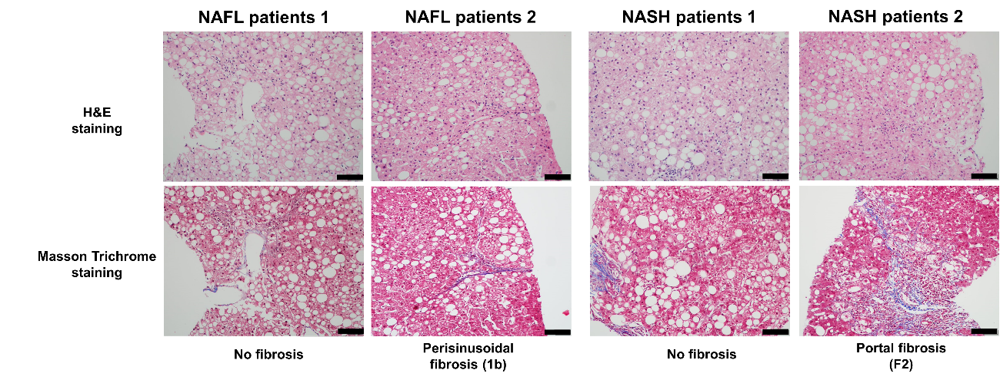 NAFL patients 1
NAFL patients 2
NASH patients 1
NASH patients 2
H&E
staining
Masson Trichrome
staining
No fibrosis
Perisinusoidal
fibrosis (1b)
No fibrosis
Portal fibrosis
(F2)